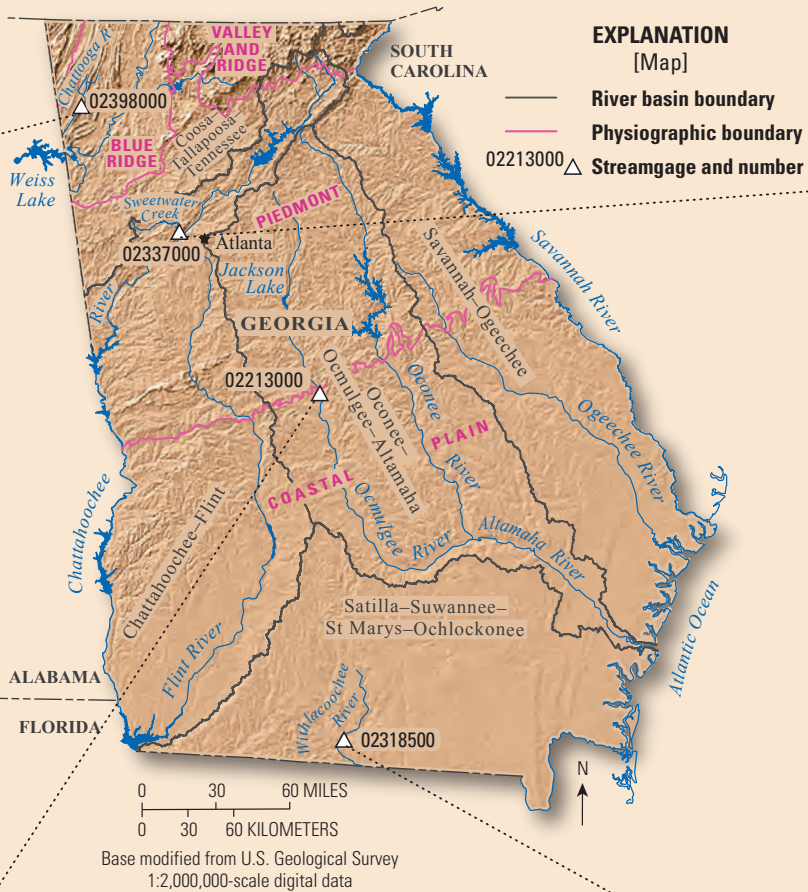 EXPLANATION
[Map]
River basin boundary
Physiographic boundary
02213000 Streamgage and number
VALLEY
AND
RIDGE
SOUTH
CAROLINA
Chattooga R
02398000
Coosa-
Tallapoosa-
Tennessee
BLUE
RIDGE
Weiss
Lake
Sweetwater
Creek
PIEDMONT
02337000
Atlanta
Jackson
Lake
Savannah–Ogeechee
Savannah River
River
GEORGIA
02213000
Oconee–
Ocmulgee–Altamaha
Oconee
River
PLAIN
Ogeechee River
COASTAL
Chattahoochee
Chattahoochee–Flint
Ocmulgee
River
Altamaha River
Satilla–Suwannee–
St Marys–Ochlockonee
Atlantic Ocean
Flint River
ALABAMA
FLORIDA
Withlacoochee
River
02318500
N
0 30 60 MILES
0 30 60 KILOMETERS
Base modified from U.S. Geological Survey
1:2,000,000-scale digital data